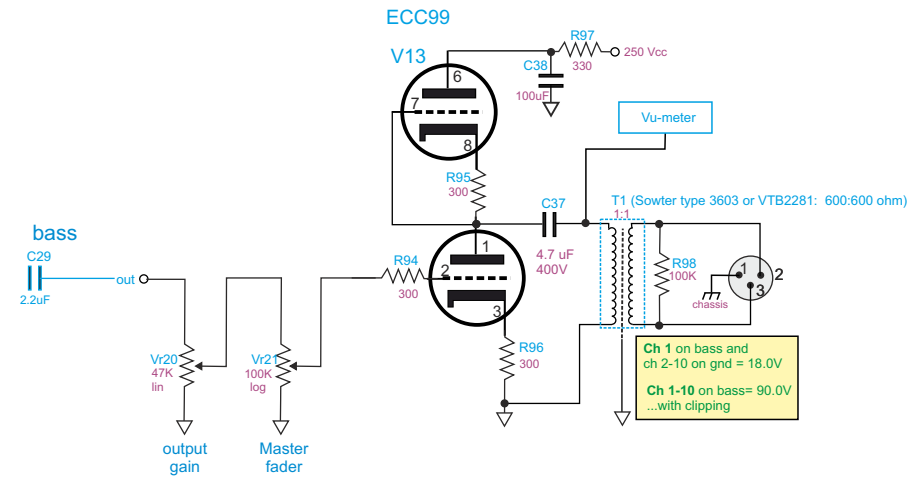 ECC99
V13
R97
250 Vcc
330
C38
100uF
6
7
8
Vu-meter
R95
300
C37
T1 (Sowter type 3603 or VTB2281:  600:600 ohm)
1:1
4.7 uF
400V
bass
C29
2.2uF
out
R94
300
1
2
3
R98
100K
1
2
3
chassis
R96
300
Vr20
47K
lin
Vr21
100K
log
output
gain
Master
fader
Ch 1 on bass and
ch 2-10 on gnd = 18.0V
Ch 1-10 on bass= 90.0V
...with clipping